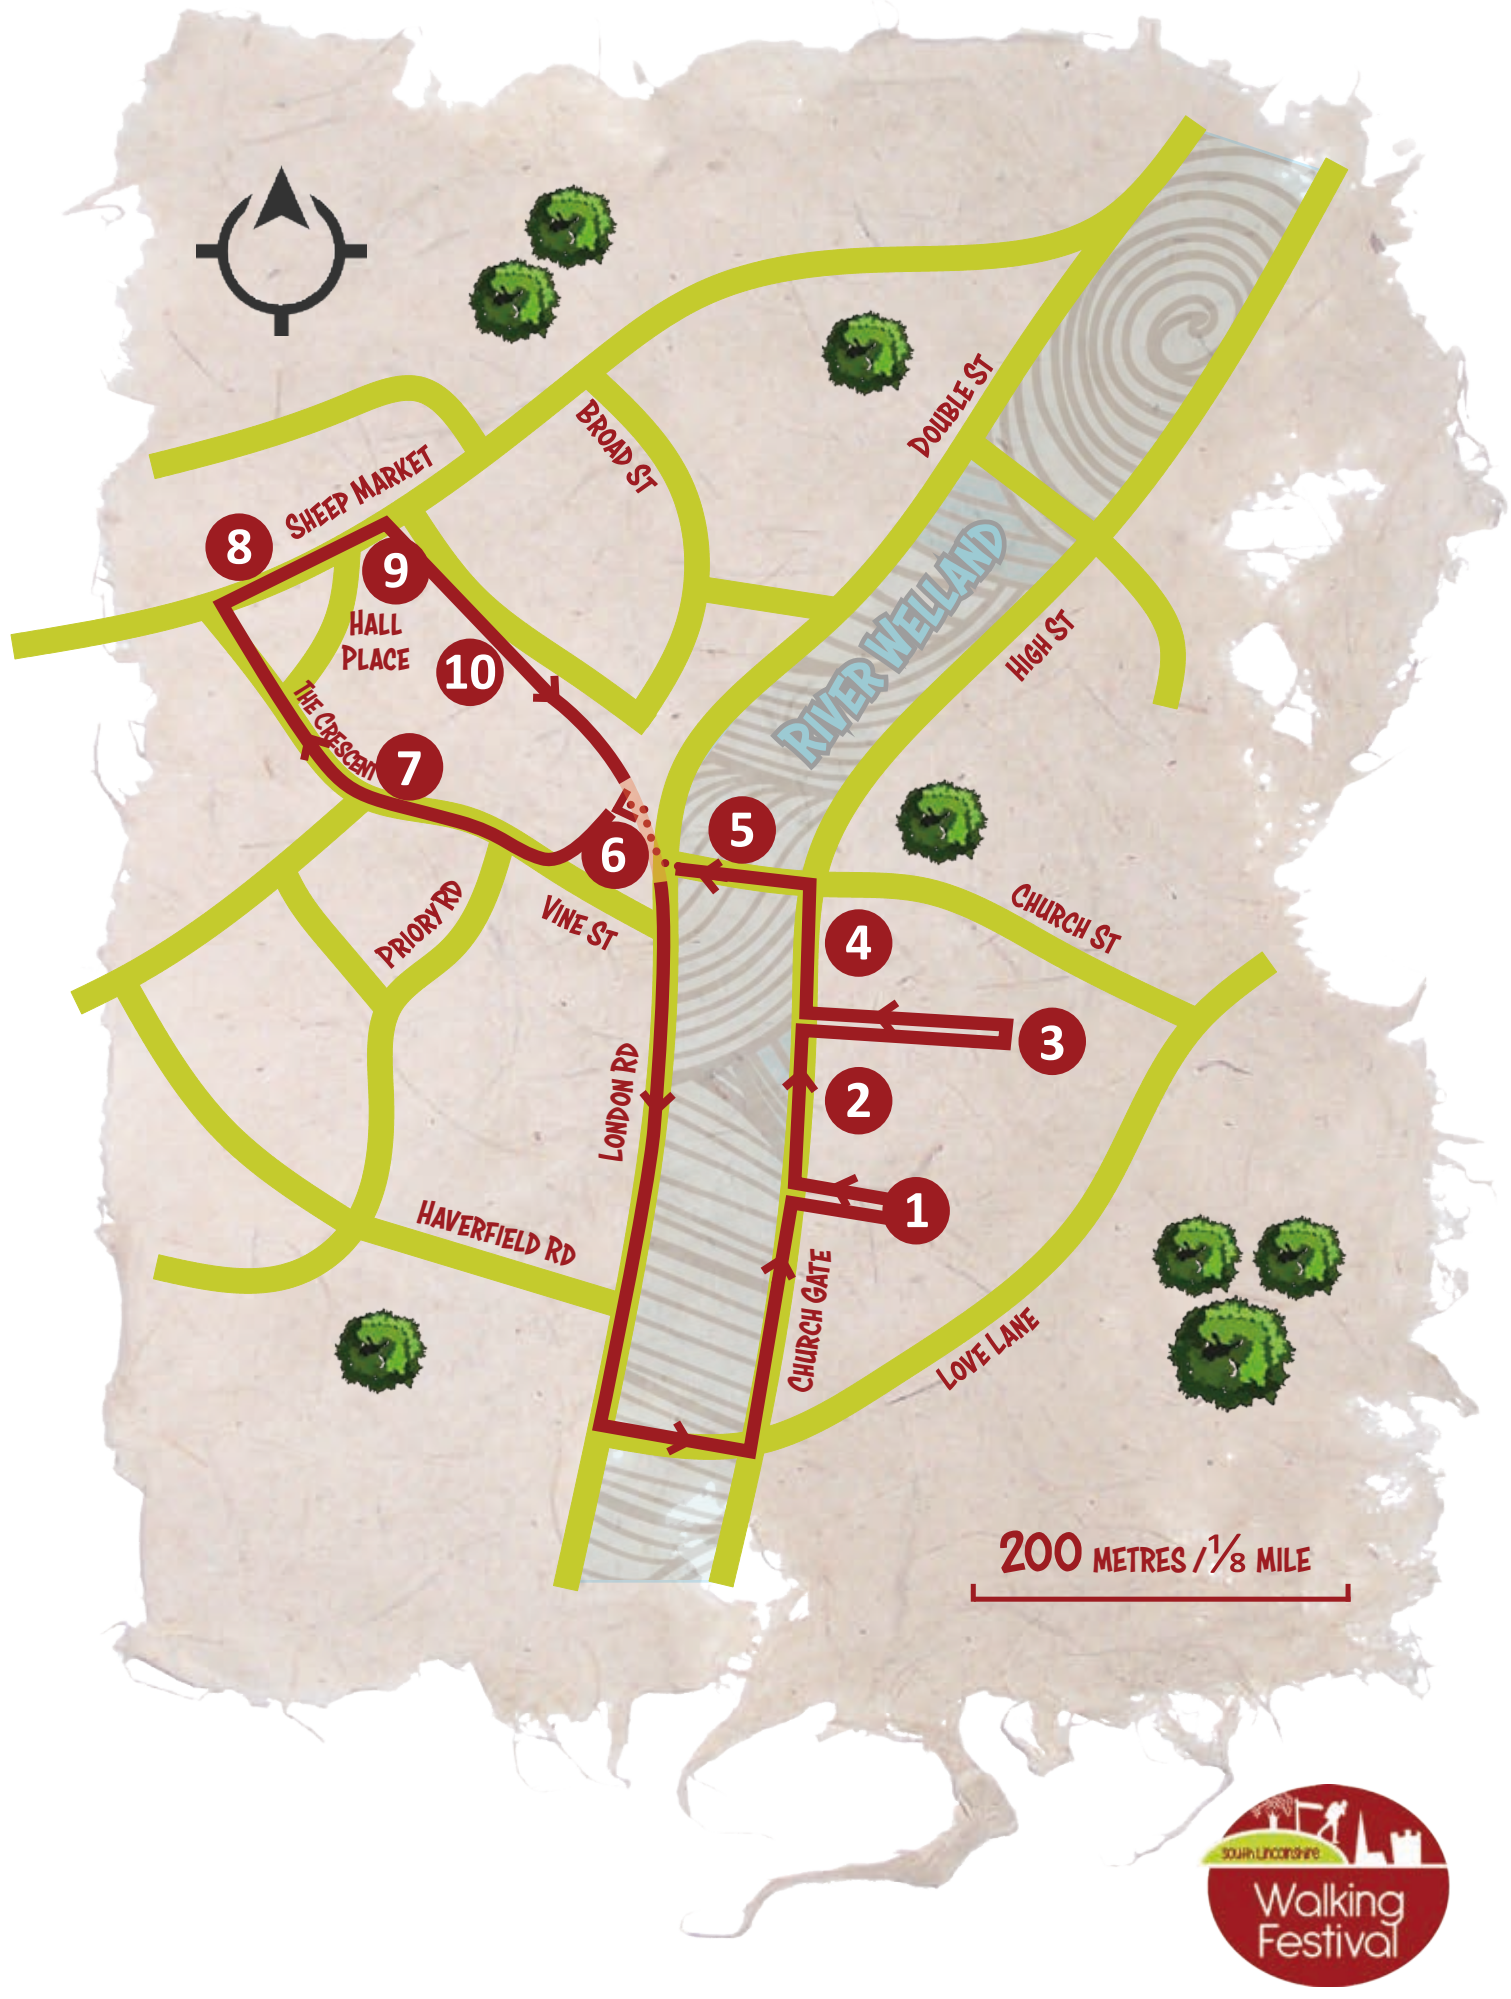 BROAD ST
DOUBLE ST
SHEEP MARKET
8
9
HALL
PLACE
10
RIVER WELLAND
HIGH ST
THE CRESCENT
7
5
6
PRIORY RD
VINE ST
CHURCH ST
4
3
LONDON RD
2
1
HAVERFIELD RD
CHURCH GATE
LOVE LANE
200 METRES / 1/8 MILE
South Lincolnshire
Walking
Festival